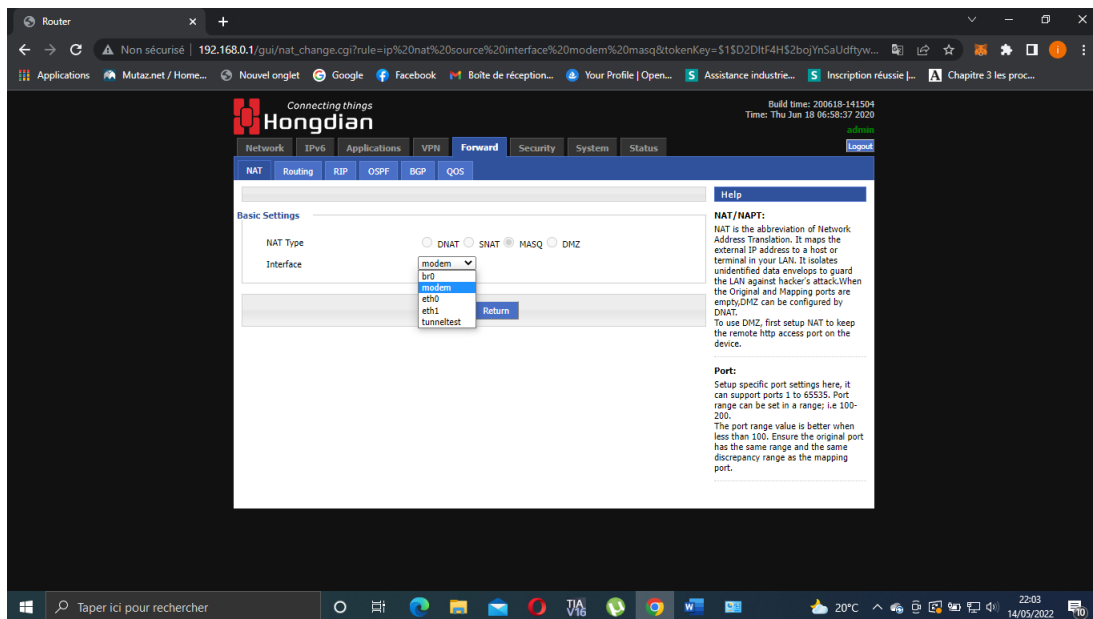 Router
Non sécurisé | 192.168.0.1/gui/nat_change.cgi?rule=ip%20nat%20source%20interface%20modem%20masq&tokenKey=$1$D2DltF4H$2bojYnSaUdftyw...
Applications Mutaz.net / Home... Nouvel onglet Google Facebook Boîte de réception... Your Profile | Open... Assistance industrie... Inscription réussie |... Chapitre 3 les proc...
Connecting things
Hongdian
Build time: 200618-141504
Time: Thu Jun 18 06:58:37 2020
admin
Network IPv6 Applications VPN Forward Security System Status Logout
NAT Routing RIP OSPF BGP QOS
Basic Settings
NAT Type DNAT SNAT MASQ DMZ
Interface modem
br0
modem
eth0
eth1
tunneltest
Return
Help
NAT/NAPT:
NAT is the abbreviation of Network
Address Translation. It maps the
external IP address to a host or
terminal in your LAN. It isolates
unidentified data envelops to guard
the LAN against hacker's attack.When
the Original and Mapping ports are
empty,DMZ can be configured by
DNAT.
To use DMZ, first setup NAT to keep
the remote http access port on the
device.
Port:
Setup specific port settings here, it
can support ports 1 to 65535. Port
range can be set in a range; i.e 100-
200.
The port range value is better when
less than 100. Ensure the original port
has the same range and the same
discrepancy range as the mapping
port.
Taper ici pour rechercher
TIA
V16
20°C
22:03
14/05/2022
10